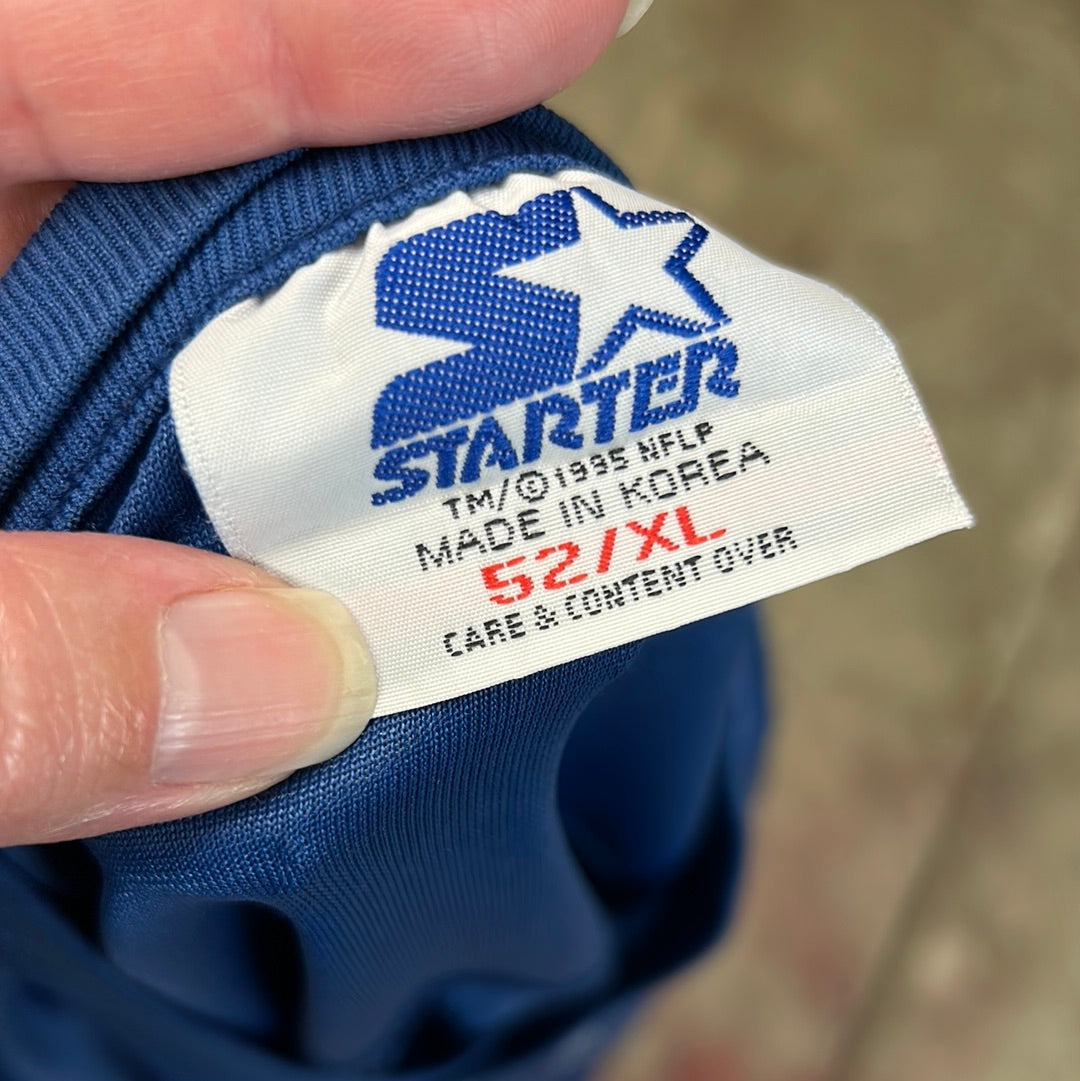 STARTER
TM/©1995 NFLP
MADE IN KOREA
52/XL
CARE & CONTENT OVER